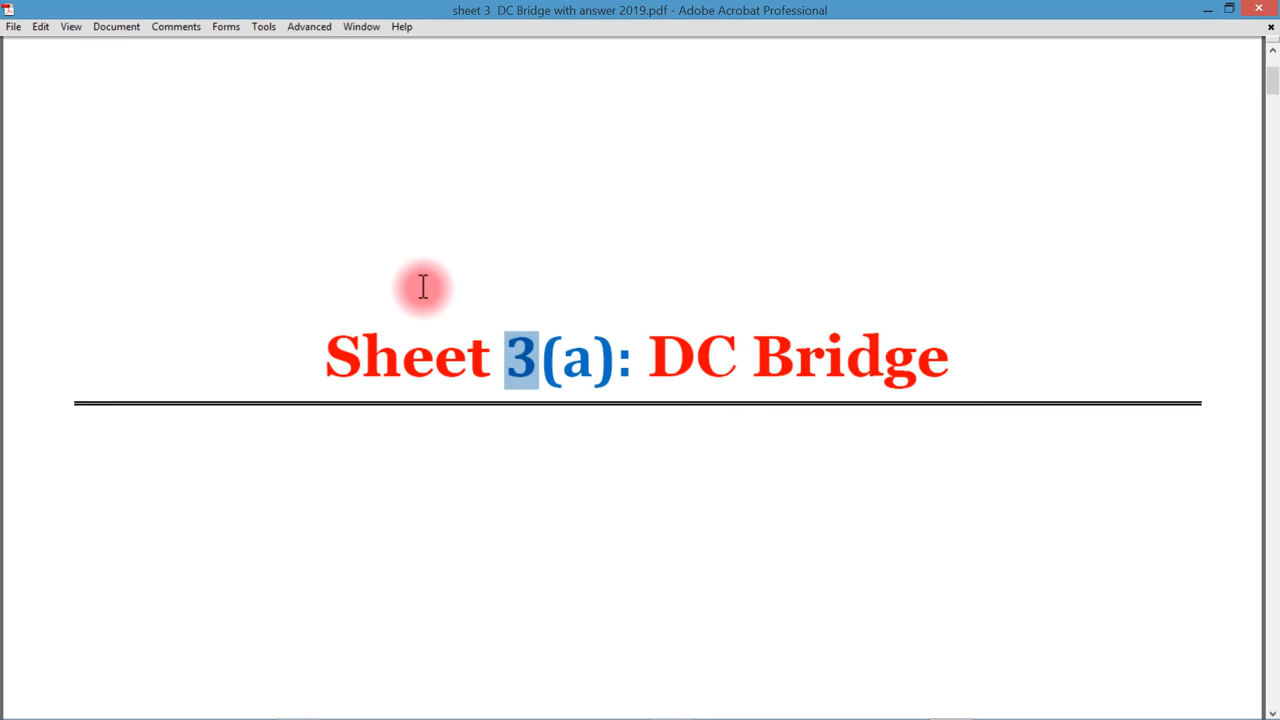 sheet 3  DC Bridge with answer 2019.pdf - Adobe Acrobat Professional
File Edit View Document Comments Forms Tools Advanced Window Help
Sheet 3(a): DC Bridge